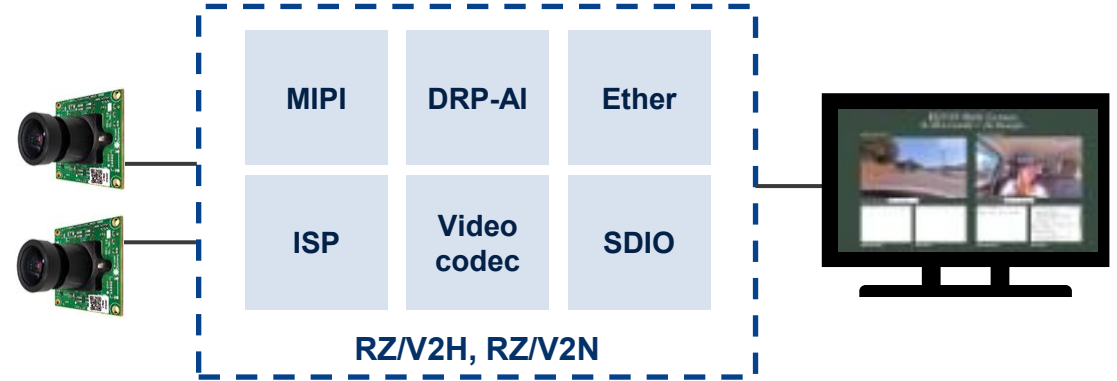 MIPI
DRP-AI
Ether
ISP
Video
codec
SDIO
RZ/V2H, RZ/V2N